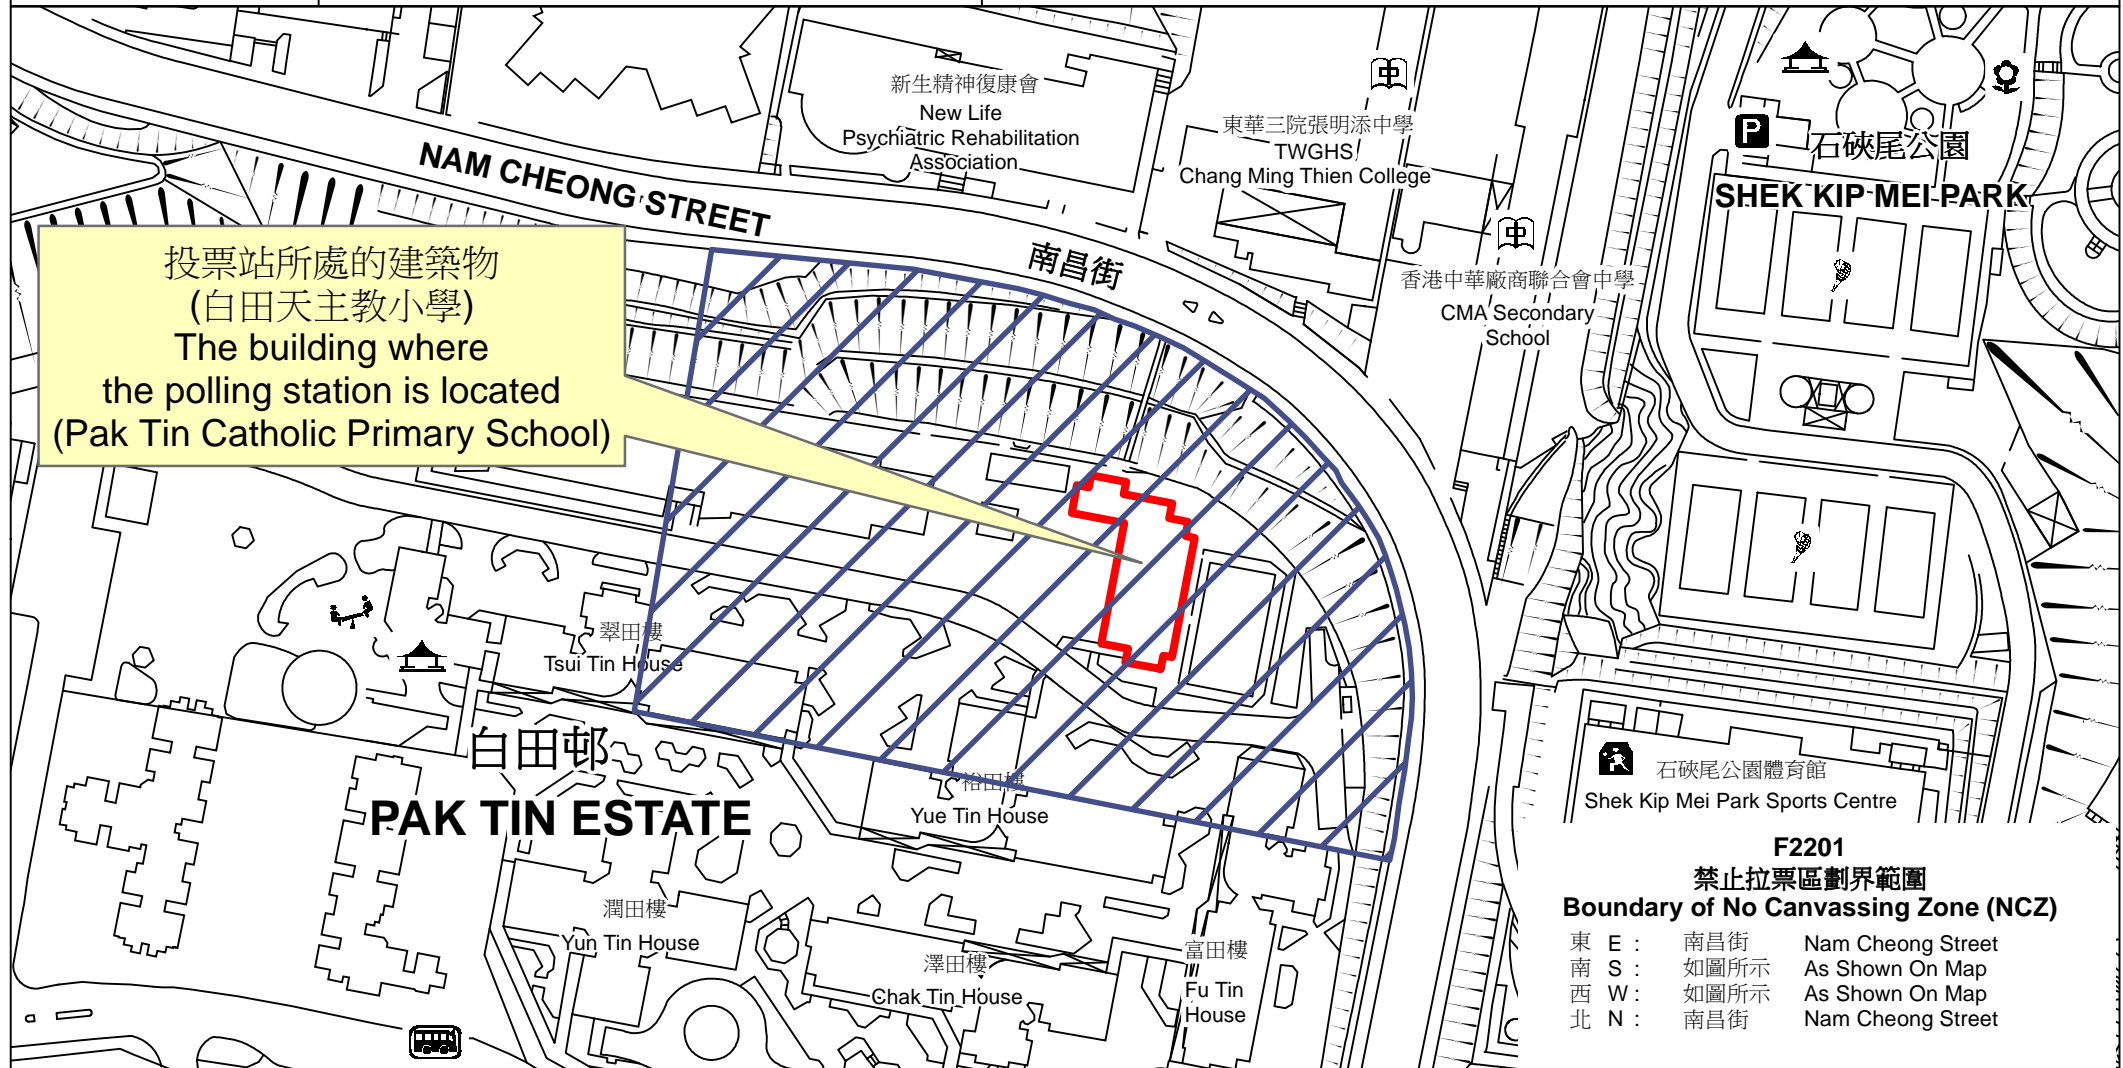 新生精神復康會
New Life
Psychiatric Rehabilitation
Association
中
東華三院張明添中學
TWGHS
Chang Ming Thien College
P
石硤尾公園
SHEK KIP MEI PARK
NAM CHEONG STREET
南昌街
中
香港中華廠商聯合會中學
CMA Secondary
School
投票站所處的建築物
(白田天主教小學)
The building where
the polling station is located
(Pak Tin Catholic Primary School)
翠田樓
Tsui Tin House
白田邨
PAK TIN ESTATE
裕田樓
Yue Tin House
石硤尾公園體育館
Shek Kip Mei Park Sports Centre
潤田樓
Yun Tin House
澤田樓
Chak Tin House
富田樓
Fu Tin
House
F2201
禁止拉票區劃界範圍
Boundary of No Canvassing Zone (NCZ)
東 E : 南昌街 Nam Cheong Street
南 S : 如圖所示 As Shown On Map
西 W : 如圖所示 As Shown On Map
北 N : 南昌街 Nam Cheong Street